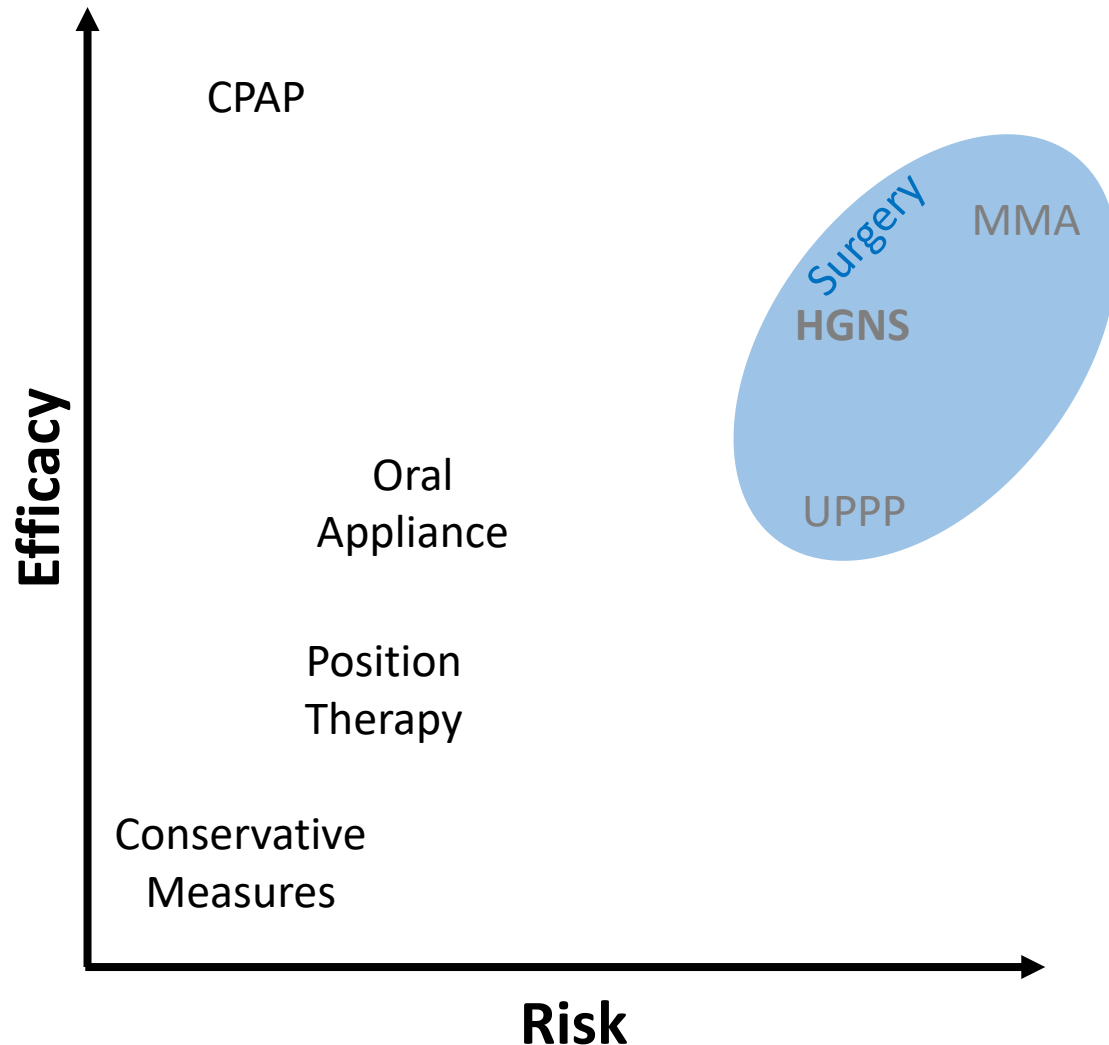 CPAP
Surgery
MMA
HGNS
Oral
Appliance
UPPP
Position
Therapy
Conservative
Measures
Efficacy
Risk